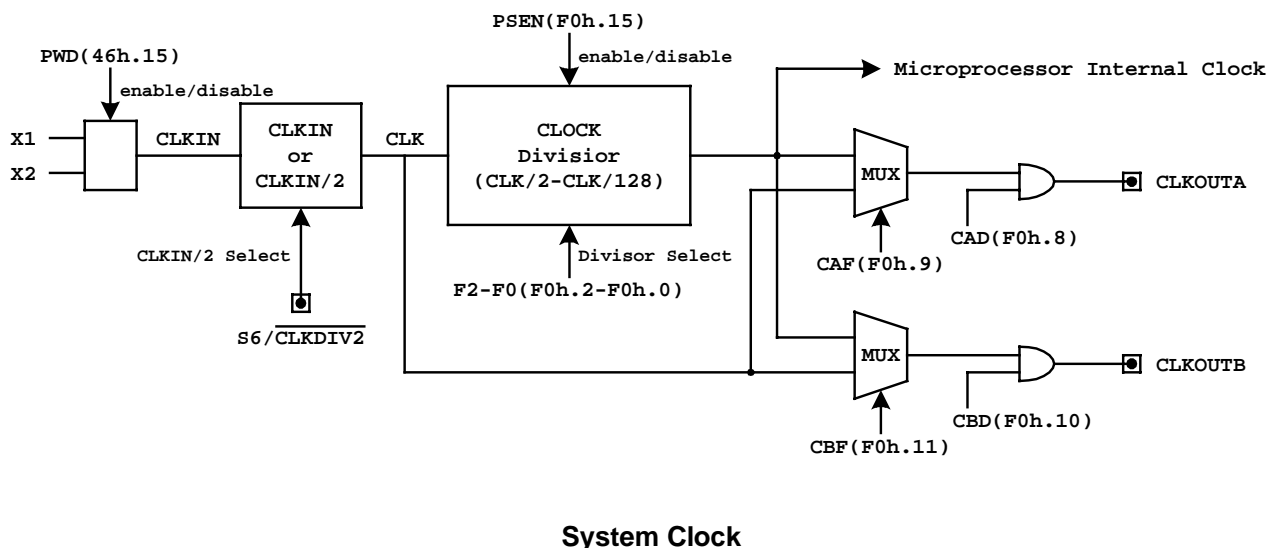 PSEN(F0h.15)
enable/disable
PWD(46h.15)
enable/disable
Microprocessor Internal Clock
X1
X2
CLKIN
CLKIN
or
CLKIN/2
CLK
CLOCK
Divisior
(CLK/2-CLK/128)
MUX
CLKOUTA
CLKIN/2 Select
Divisor Select
CAD(F0h.8)
CAF(F0h.9)
F2-F0(F0h.2-F0h.0)
S6/CLKDIV2
MUX
CLKOUTB
CBD(F0h.10)
CBF(F0h.11)
System Clock